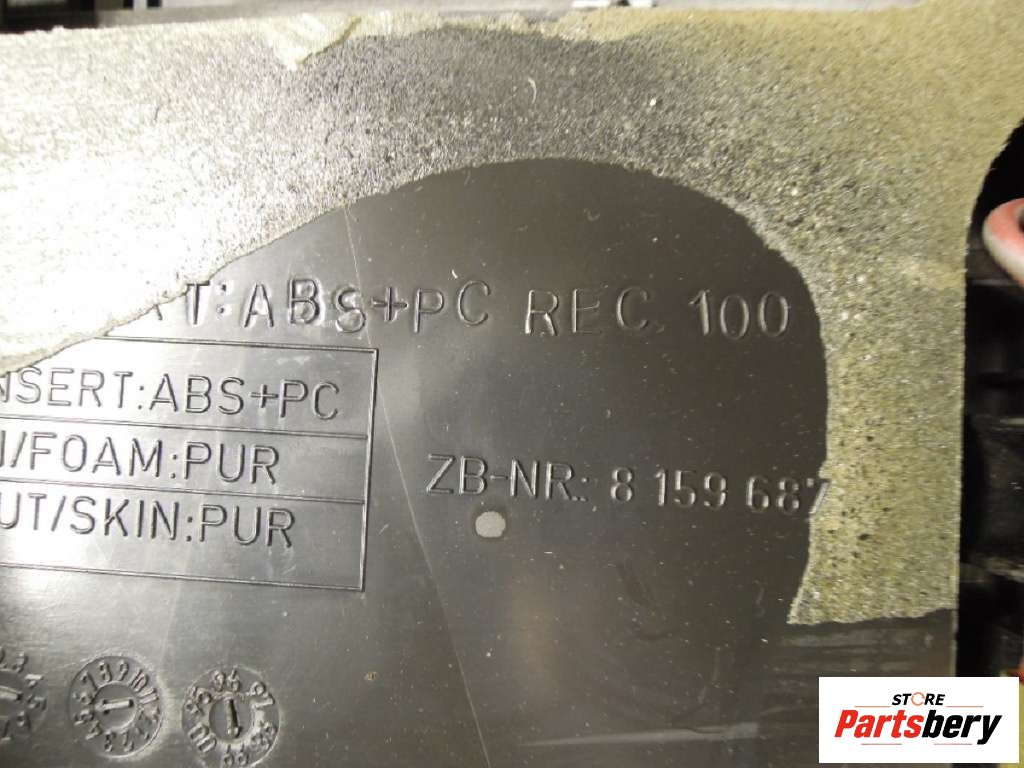 T:ABS+PC REC. 100
NSERT:ABS+PC
/FOAM:PUR
ZB-NR.: 8 159 687
UT/SKIN:PUR
STORE
Partsbery